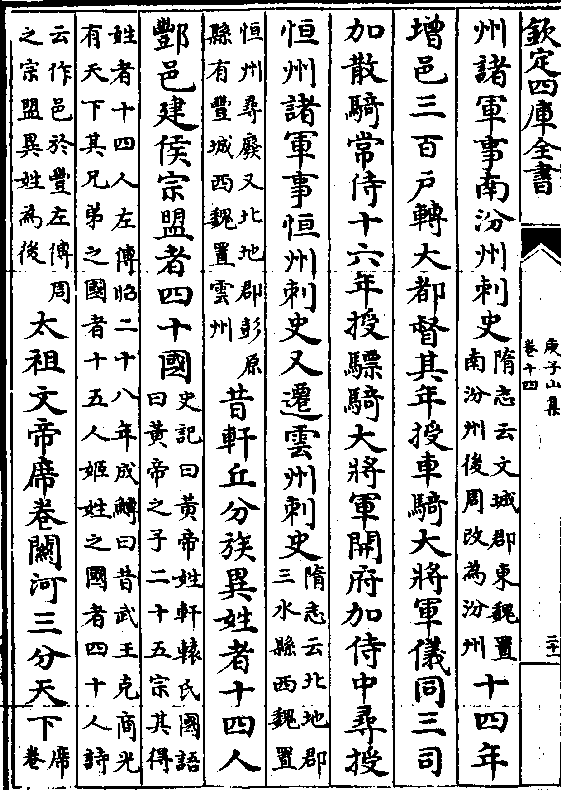 欽定四庫全書
庾子山集
卷十四
二十一
州諸軍事南汾州刺史隋志云文城郡東魏置南汾州後周改為汾州十四年
增邑三百戶轉大都督其年授車騎大將軍儀同三司
加散騎常侍十六年授驃騎大將軍開府加侍中尋授
恒州諸軍事恒州刺史又遷雲州刺史隋志云北地郡三水縣西魏置
恒州尋廢又北地郡彭原縣有豐城西魏置雲州昔軒丘分族異姓者十四人
酆邑建侯宗盟者四十國史記曰黃帝姓軒轅氏國語曰黃帝之子二十五宗其得
姓者十四人左傳昭二十八年成鱄曰昔武王克商光有天下其兄弟之國者十五人姬姓之國者四十人詩
云作邑於豐左傳周之宗盟異姓為後太祖文帝席卷關河三分天下席卷